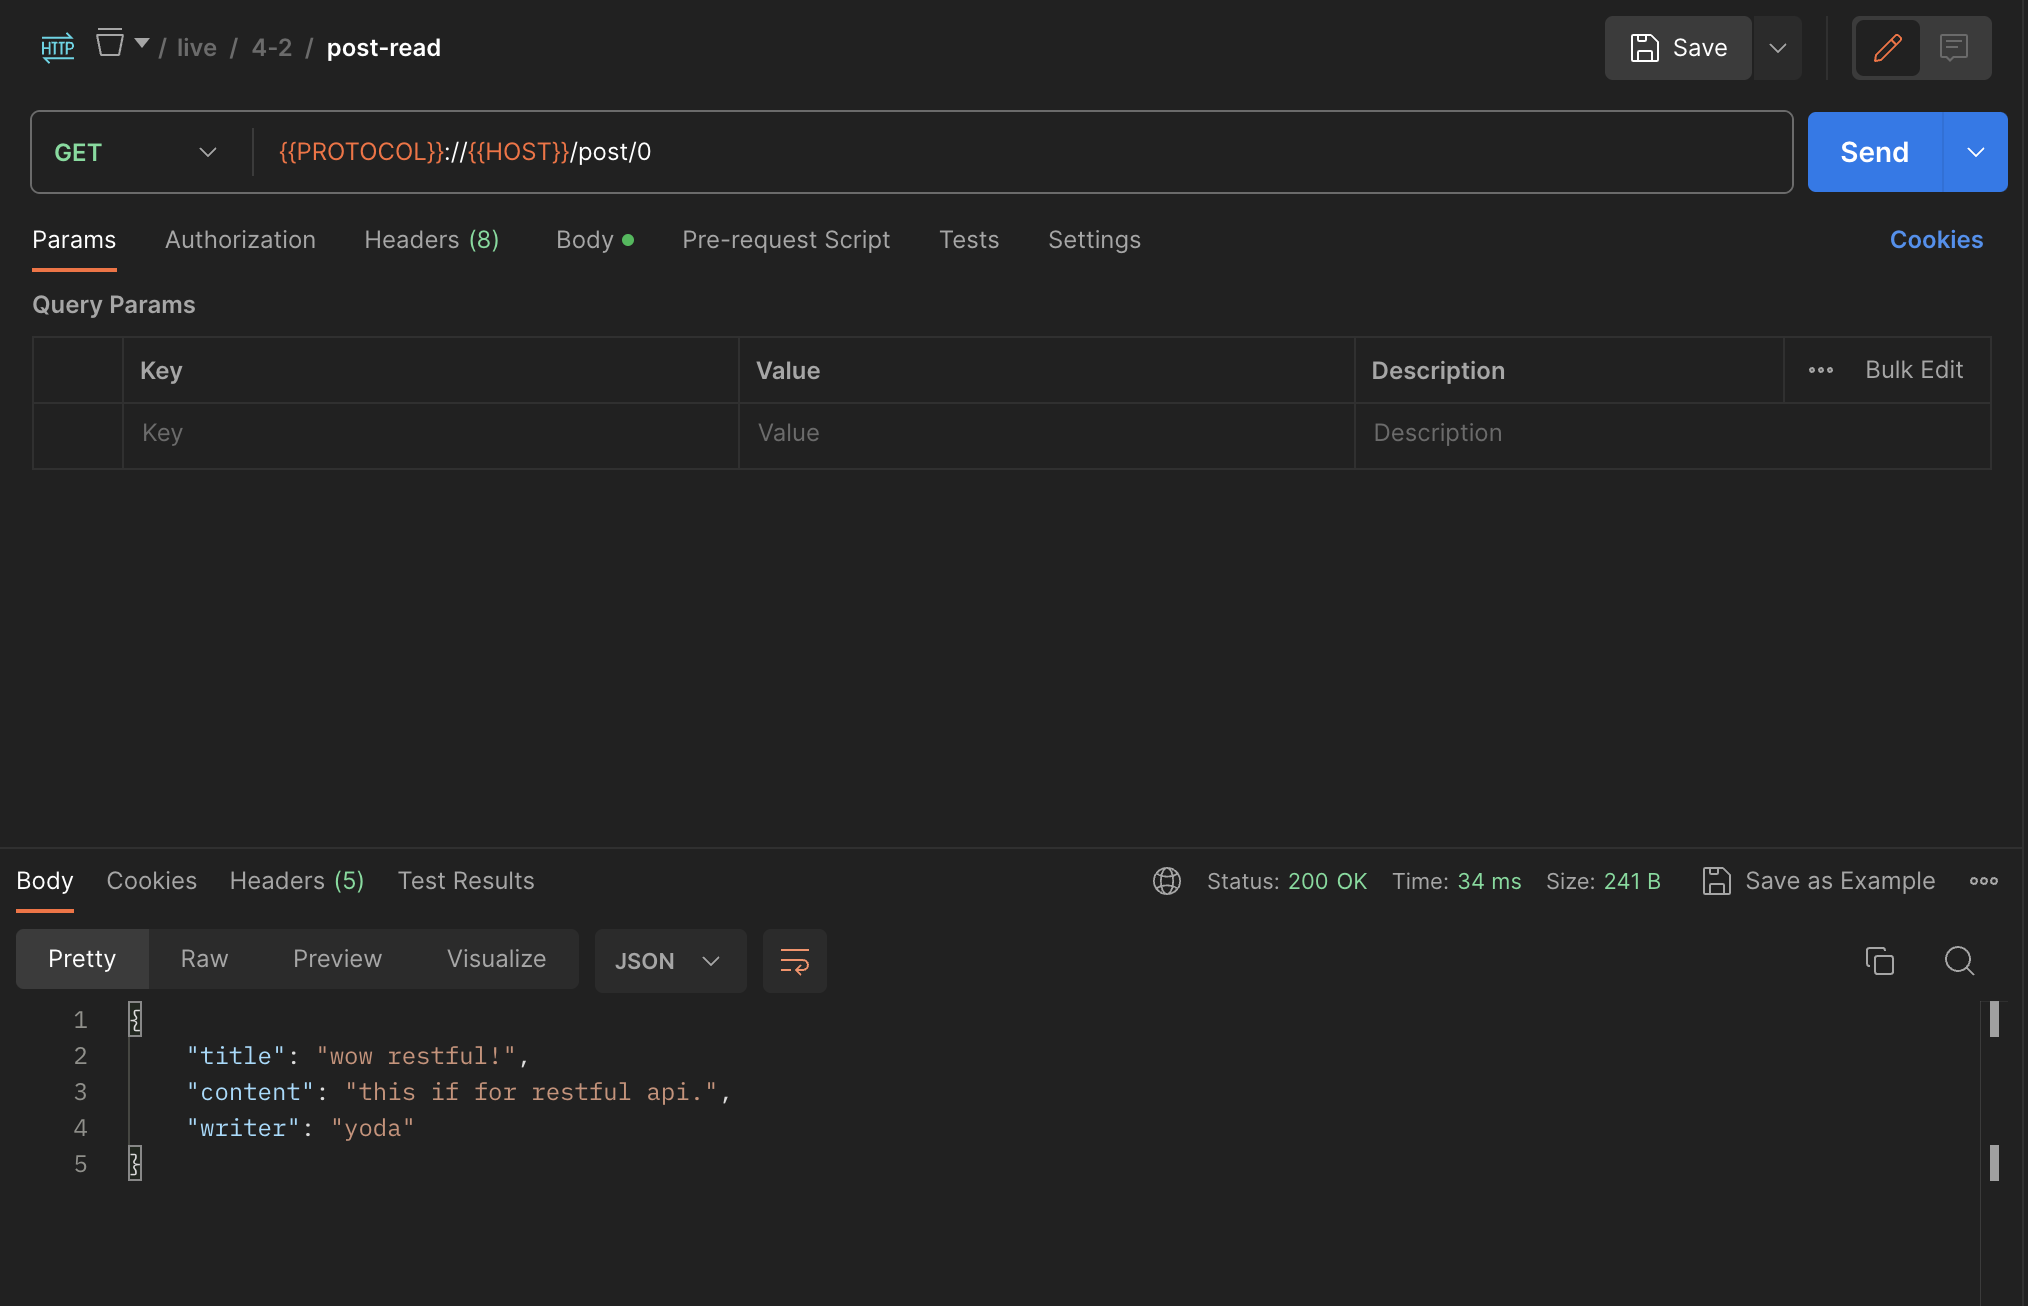 HTTP / live / 4-2 / post-read Save
GET {{PROTOCOL}}://{{HOST}}/post/0 Send
Params Authorization Headers (8) Body Pre-request Script Tests Settings Cookies
Query Params
Key Value Description Bulk Edit
Key Value Description
Body Cookies Headers (5) Test Results Status: 200 OK Time: 34 ms Size: 241 B Save as Example
Pretty Raw Preview Visualize JSON
1 {
2 "title": "wow restful!",
3 "content": "this if for restful api.",
4 "writer": "yoda"
5 }